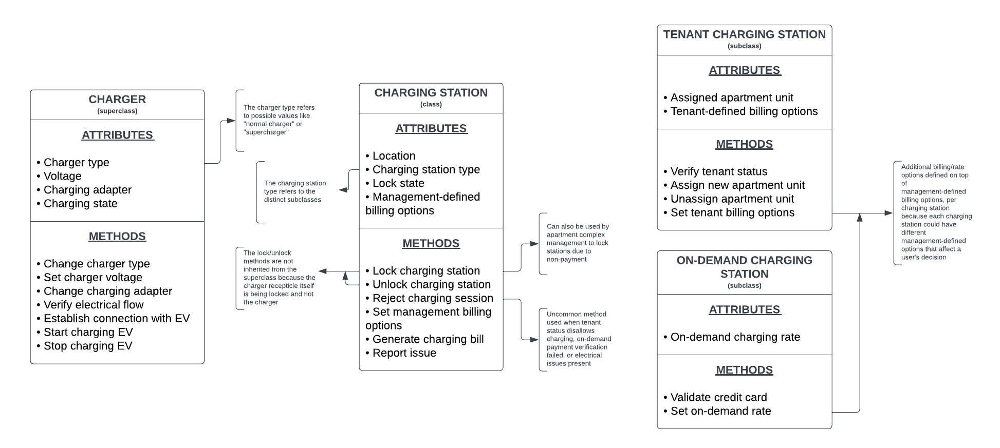 CHARGER
(superclass)
ATTRIBUTES
• Charger type
• Voltage
• Charging adapter
• Charging state
METHODS
• Change charger type
• Set charger voltage
• Change charging adapter
• Verify electrical flow
• Establish connection with EV
• Start charging EV
• Stop charging EV
The charger type refers
to possible values like
"normal charger" or
"supercharger"
The charging station
type refers to the
distinct subclasses
The lock/unlock
methods are not
inherited from the
superclass because the
charger recepticle itself
is being locked and not
the charger
CHARGING STATION
(class)
ATTRIBUTES
• Location
• Charging station type
• Lock state
• Management-defined
billing options
METHODS
• Lock charging station
• Unlock charging station
• Reject charging session
• Set management billing
options
• Generate charging bill
• Report issue
Can also be used by
apartment complex
management to lock
stations due to
non-payment
Uncommon method
used when tenant
status disallows
charging, on-demand
payment verification
failed, or electrical
issues present
TENANT CHARGING STATION
(subclass)
ATTRIBUTES
• Assigned apartment unit
• Tenant-defined billing options
METHODS
• Verify tenant status
• Assign new apartment unit
• Unassign apartment unit
• Set tenant billing options
ON-DEMAND CHARGING
STATION
(subclass)
ATTRIBUTES
• On-demand charging rate
METHODS
• Validate credit card
• Set on-demand rate
Additional billing/rate
options defined on top
of
management-defined
billing options, per
charging station
because each charging
station could have
different
management-defined
options that affect a
user's decision